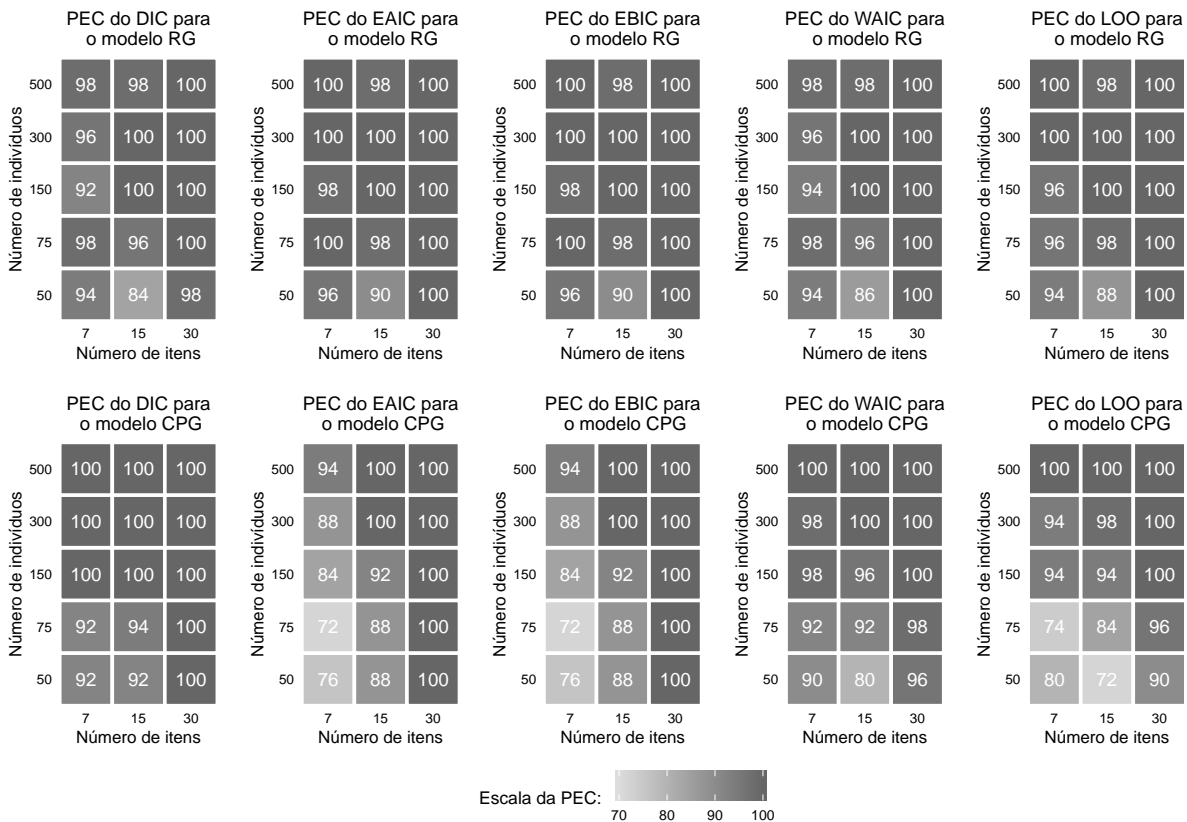 PEC do DIC para
o modelo RG
Número de indivíduos
500 98 98 100
300 96 100 100
150 92 100 100
75 98 96 100
50 94 84 98
7 15 30
Número de itens
PEC do EAIC para
o modelo RG
Número de indivíduos
500 100 98 100
300 100 100 100
150 98 100 100
75 100 98 100
50 96 90 100
7 15 30
Número de itens
PEC do EBIC para
o modelo RG
Número de indivíduos
500 100 98 100
300 100 100 100
150 98 100 100
75 100 98 100
50 96 90 100
7 15 30
Número de itens
PEC do WAIC para
o modelo RG
Número de indivíduos
500 98 98 100
300 96 100 100
150 94 100 100
75 98 96 100
50 94 86 100
7 15 30
Número de itens
PEC do LOO para
o modelo RG
Número de indivíduos
500 100 98 100
300 100 100 100
150 96 100 100
75 96 98 100
50 94 88 100
7 15 30
Número de itens
PEC do DIC para
o modelo CPG
Número de indivíduos
500 100 100 100
300 100 100 100
150 100 100 100
75 92 94 100
50 92 92 100
7 15 30
Número de itens
PEC do EAIC para
o modelo CPG
Número de indivíduos
500 94 100 100
300 88 100 100
150 84 92 100
75 72 88 100
50 76 88 100
7 15 30
Número de itens
PEC do EBIC para
o modelo CPG
Número de indivíduos
500 94 100 100
300 88 100 100
150 84 92 100
75 72 88 100
50 76 88 100
7 15 30
Número de itens
PEC do WAIC para
o modelo CPG
Número de indivíduos
500 100 100 100
300 98 100 100
150 98 96 100
75 92 92 98
50 90 80 96
7 15 30
Número de itens
PEC do LOO para
o modelo CPG
Número de indivíduos
500 100 100 100
300 94 98 100
150 94 94 100
75 74 84 96
50 80 72 90
7 15 30
Número de itens
Escala da PEC:
70 80 90 100